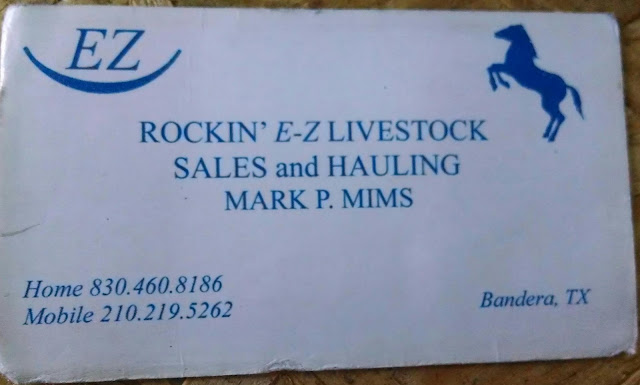 EZ
ROCKIN' E-Z LIVESTOCK
SALES and HAULING
MARK P. MIMS
Home 830.460.8186
Mobile 210.219.5262
Bandera, TX